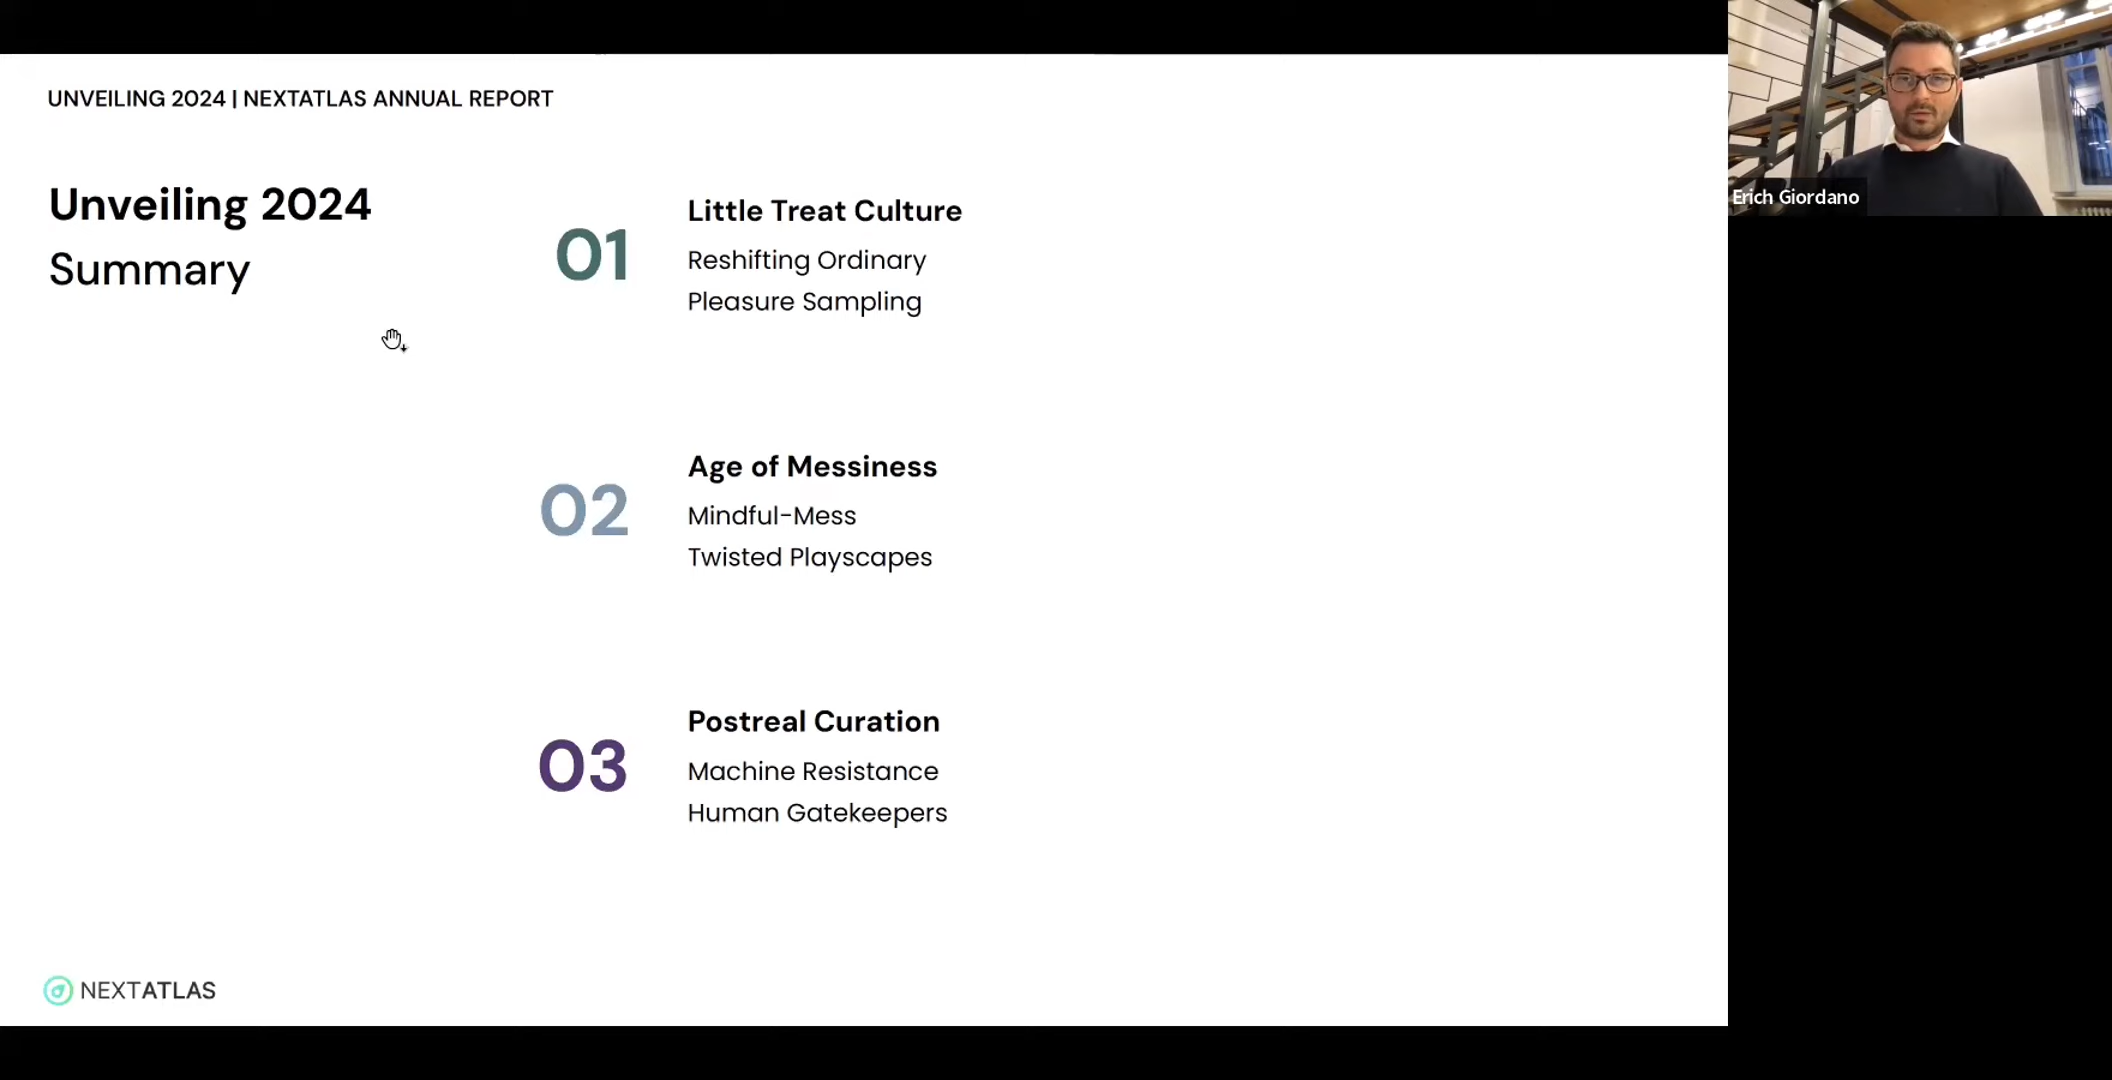 UNVEILING 2024 | NEXTATLAS ANNUAL REPORT
Unveiling 2024
Summary
01
Little Treat Culture
Reshifting Ordinary
Pleasure Sampling
02
Age of Messiness
Mindful-Mess
Twisted Playscapes
03
Postreal Curation
Machine Resistance
Human Gatekeepers
NEXTATLAS
Erich Giordano